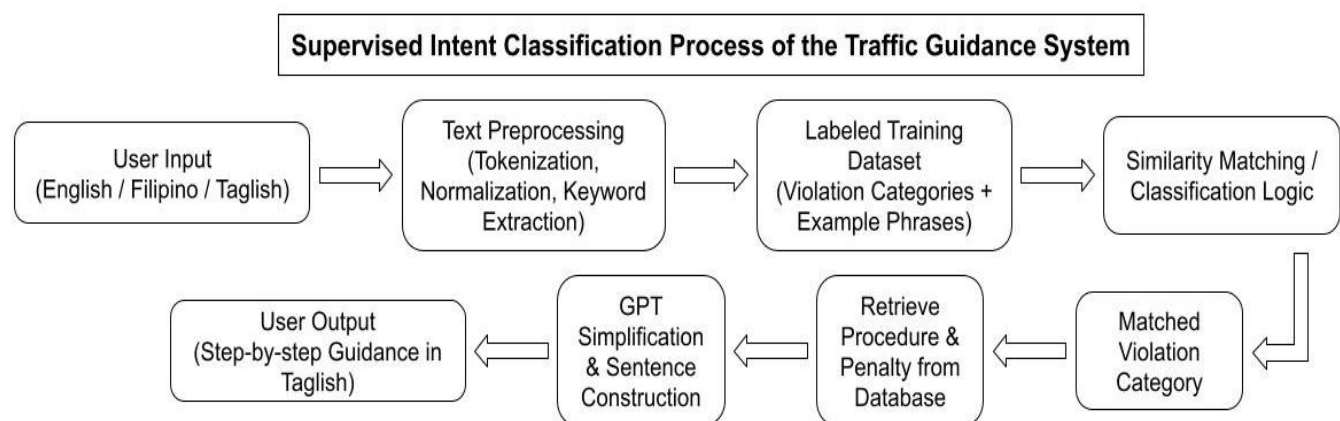 Supervised Intent Classification Process of the Traffic Guidance System
User Input
(English / Filipino / Taglish)
Text Preprocessing
(Tokenization,
Normalization, Keyword
Extraction)
Labeled Training
Dataset
(Violation Categories +
Example Phrases)
Similarity Matching /
Classification Logic
Matched
Violation
Category
Retrieve
Procedure &
Penalty from
Database
GPT
Simplification
& Sentence
Construction
User Output
(Step-by-step Guidance in
Taglish)